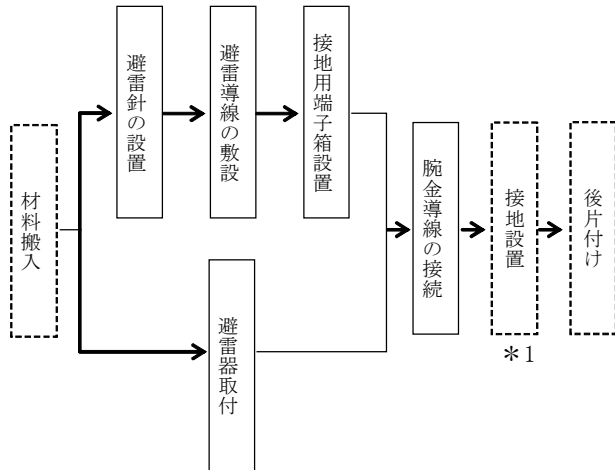 材料搬入
避雷針の設置
避雷導線の敷設
接地用端子箱設置
避雷器取付
腕金導線の接続
接地設置
＊1
後片付け